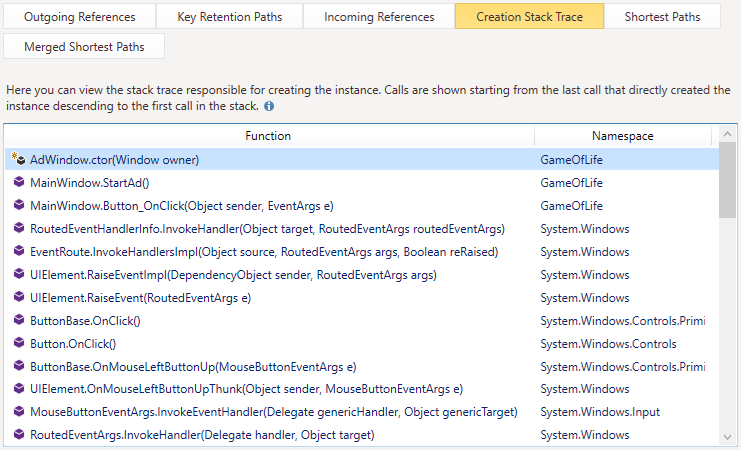 Outgoing References Key Retention Paths Incoming References Creation Stack Trace Shortest Paths
Merged Shortest Paths
Here you can view the stack trace responsible for creating the instance. Calls are shown starting from the last call that directly created the
instance descending to the first call in the stack.
Function Namespace
AdWindow.ctor(Window owner) GameOfLife
MainWindow.StartAd() GameOfLife
MainWindow.Button_OnClick(Object sender, EventArgs e) GameOfLife
RoutedEventHandlerInfo.InvokeHandler(Object target, RoutedEventArgs routedEventArgs) System.Windows
EventRoute.InvokeHandlersImpl(Object source, RoutedEventArgs args, Boolean reRaised) System.Windows
UIElement.RaiseEventImpl(DependencyObject sender, RoutedEventArgs args) System.Windows
UIElement.RaiseEvent(RoutedEventArgs e) System.Windows
ButtonBase.OnClick() System.Windows.Controls.Primi
Button.OnClick() System.Windows.Controls
ButtonBase.OnMouseLeftButtonUp(MouseButtonEventArgs e) System.Windows.Controls.Primi
UIElement.OnMouseLeftButtonUpThunk(Object sender, MouseButtonEventArgs e) System.Windows
MouseButtonEventArgs.InvokeEventHandler(Delegate genericHandler, Object genericTarget) System.Windows.Input
RoutedEventArgs.InvokeHandler(Delegate handler, Object target) System.Windows